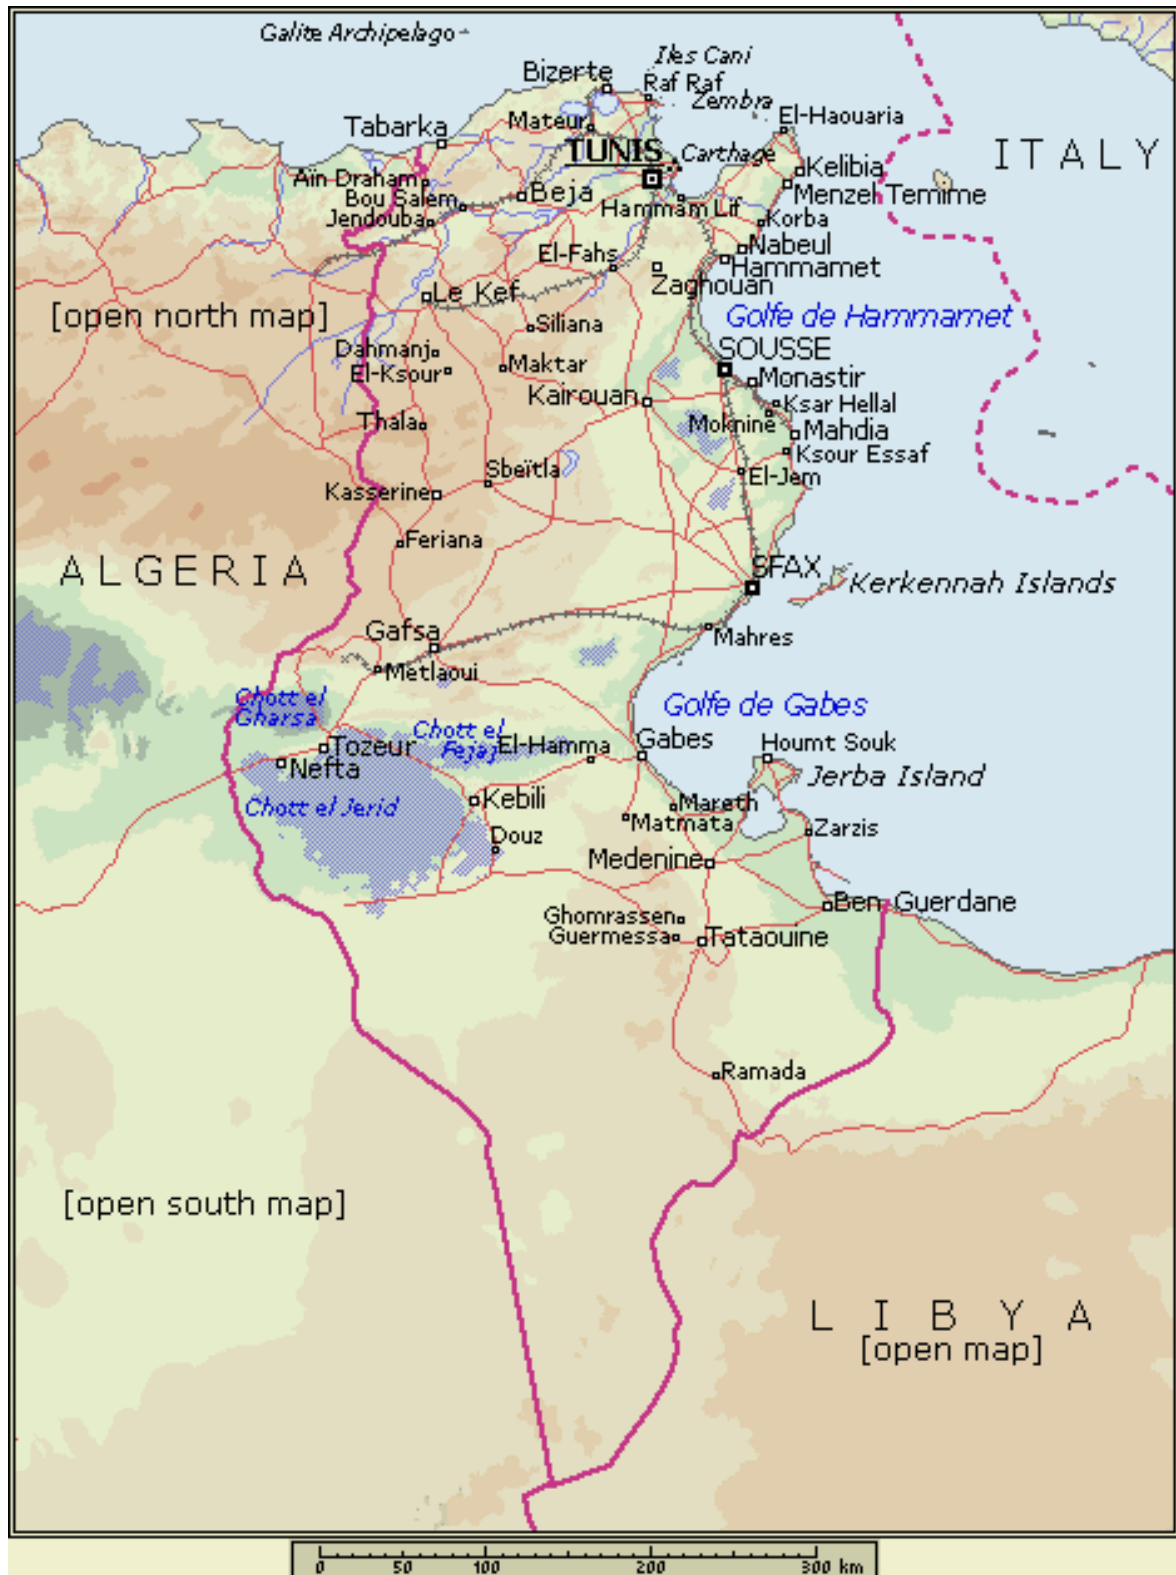 Galite Archipelago
Iles Cani
Bizerte
Raf Raf
Zembra
Mateur
El-Haouaria
Tabarka
TUNIS
Carthage
ITALY
Kelibia
Aïn Draham
Menzel Temime
Bou Salem
Beja
Hammam Lif
Jendouba
Korba
Nabeul
El-Fahs
Hammamet
Zaghouan
Le Kef
[open north map]
Siliana
Golfe de Hammamet
Dahmanj
SOUSSE
El-Ksour
Maktar
Monastir
Kairouan
Ksar Hellal
Thala
Moknine
Mahdia
Ksour Essaf
Sbeïtla
El-Jem
Kasserine
Feriana
ALGERIA
SFAX
Kerkennah Islands
Gafsa
Mahres
Metlaoui
Chott el
Gharsa
Golfe de Gabes
Chott el
Fejaj
Tozeur
El-Hamma
Gabes
Houmt Souk
Nefta
Jerba Island
Chott el Jerid
Kebili
Mareth
Matmata
Zarzis
Douz
Medenine
Ben Guerdane
Ghomrassen
Guermessa
Tataouine
Ramada
[open south map]
LIBYA
[open map]
0 50 100 200 300 km